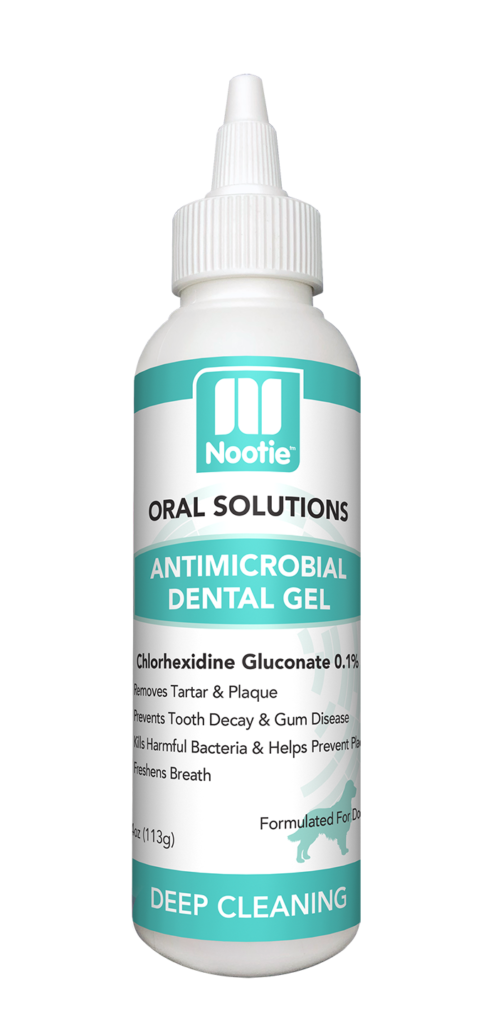 Nootie™
ORAL SOLUTIONS
ANTIMICROBIAL
DENTAL GEL
Chlorhexidine Gluconate 0.1%
Removes Tartar & Plaque
Prevents Tooth Decay & Gum Disease
Kills Harmful Bacteria & Helps Prevent Pla
Freshens Breath
4oz (113g)
Formulated For Do
DEEP CLEANING